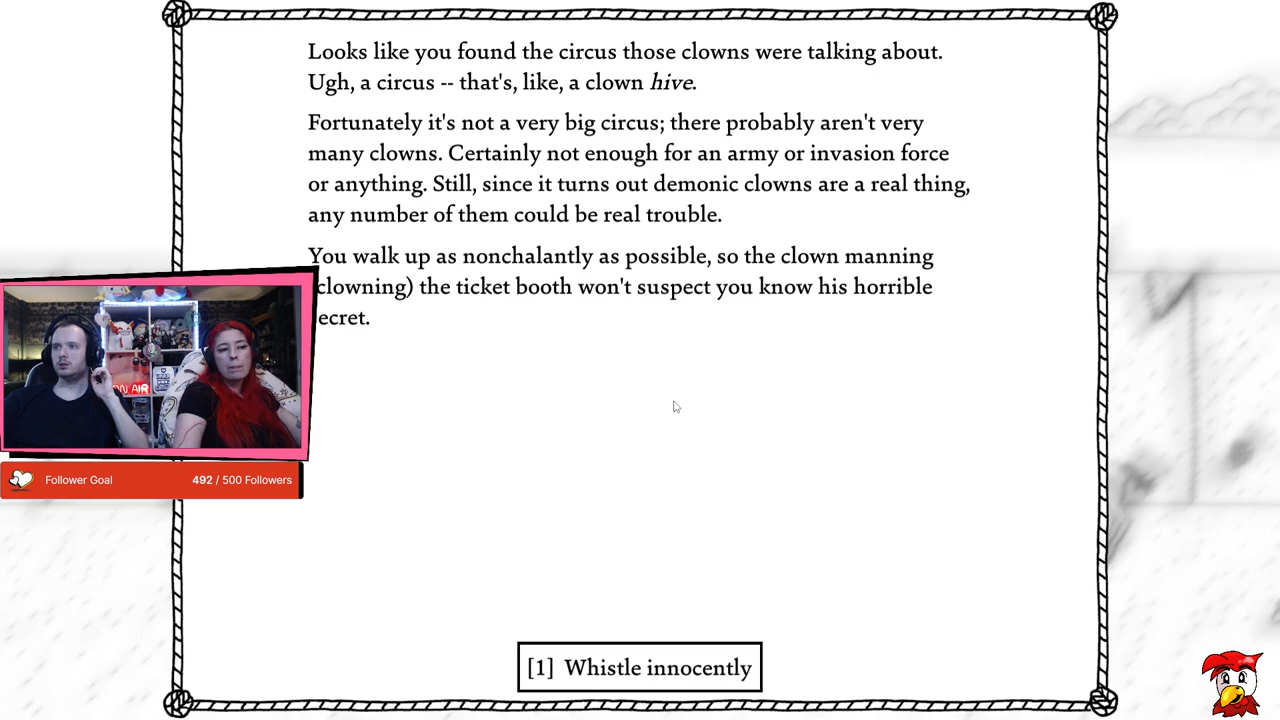 Looks like you found the circus those clowns were talking about.
Ugh, a circus -- that's, like, a clown hive.
Fortunately it's not a very big circus; there probably aren't very
many clowns. Certainly not enough for an army or invasion force
or anything. Still, since it turns out demonic clowns are a real thing,
any number of them could be real trouble.
You walk up as nonchalantly as possible, so the clown manning
clowning) the ticket booth won't suspect you know his horrible
ecret.
ON AIR
Follower Goal 492 / 500 Followers
[1] Whistle innocently